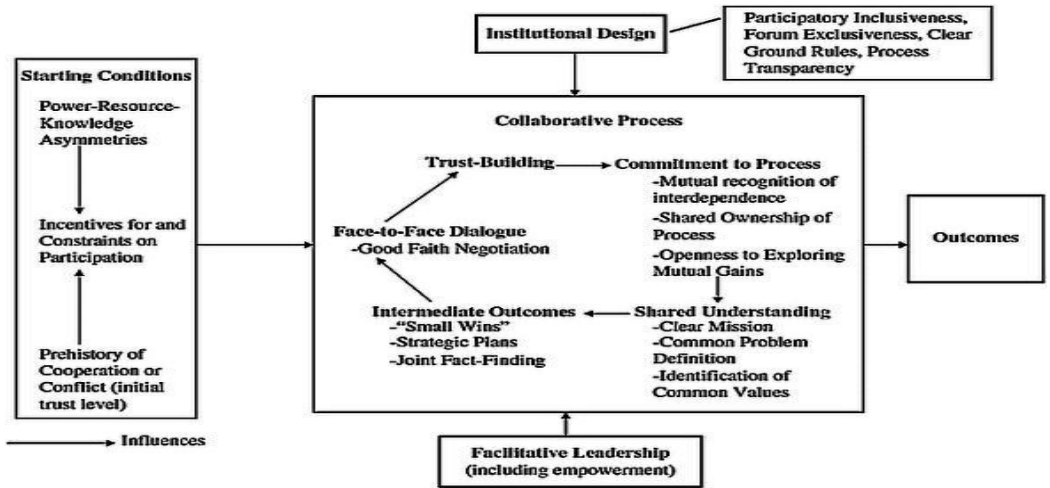 Institutional Design
Participatory Inclusiveness,
Forum Exclusiveness, Clear
Ground Rules, Process
Transparency
Starting Conditions
Power-Resource-
Knowledge
Asymmetries
Incentives for and
Constraints on
Participation
Prehistory of
Cooperation or
Conflict (initial
trust level)
Influences
Collaborative Process
Trust-Building
Commitment to Process
-Mutual recognition of
interdependence
-Shared Ownership of
Process
-Openness to Exploring
Mutual Gains
Face-to-Face Dialogue
-Good Faith Negotiation
Intermediate Outcomes
-“Small Wins”
-Strategic Plans
-Joint Fact-Finding
Shared Understanding
-Clear Mission
-Common Problem
Definition
-Identification of
Common Values
Outcomes
Facilitative Leadership
(including empowerment)